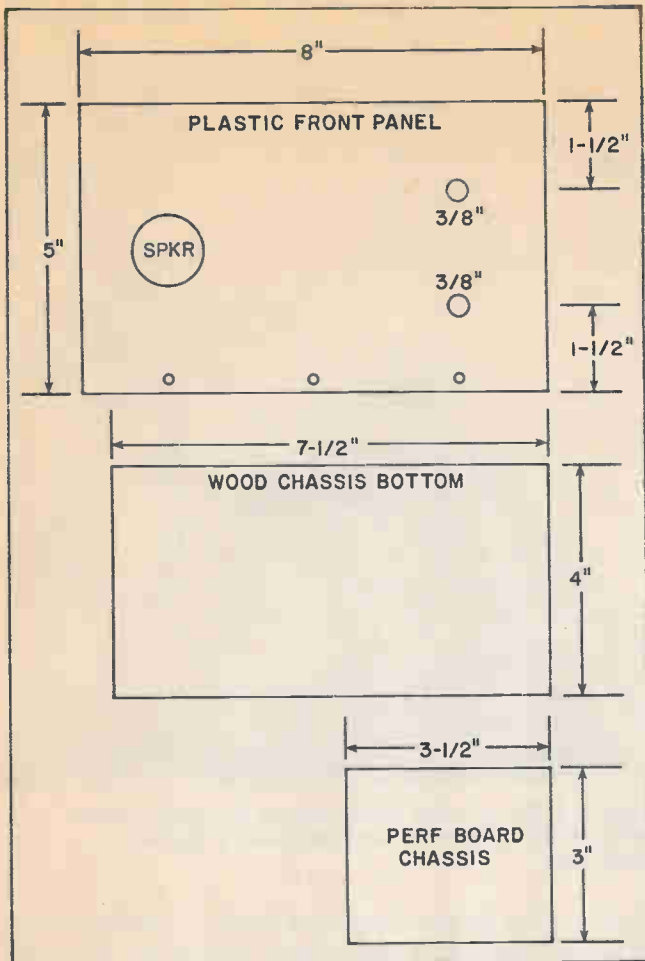 8"
PLASTIC FRONT PANEL
1-1/2"
3/8"
5"
SPKR
3/8"
1-1/2"
7-1/2"
WOOD CHASSIS BOTTOM
4"
3-1/2"
PERF BOARD
CHASSIS
3"